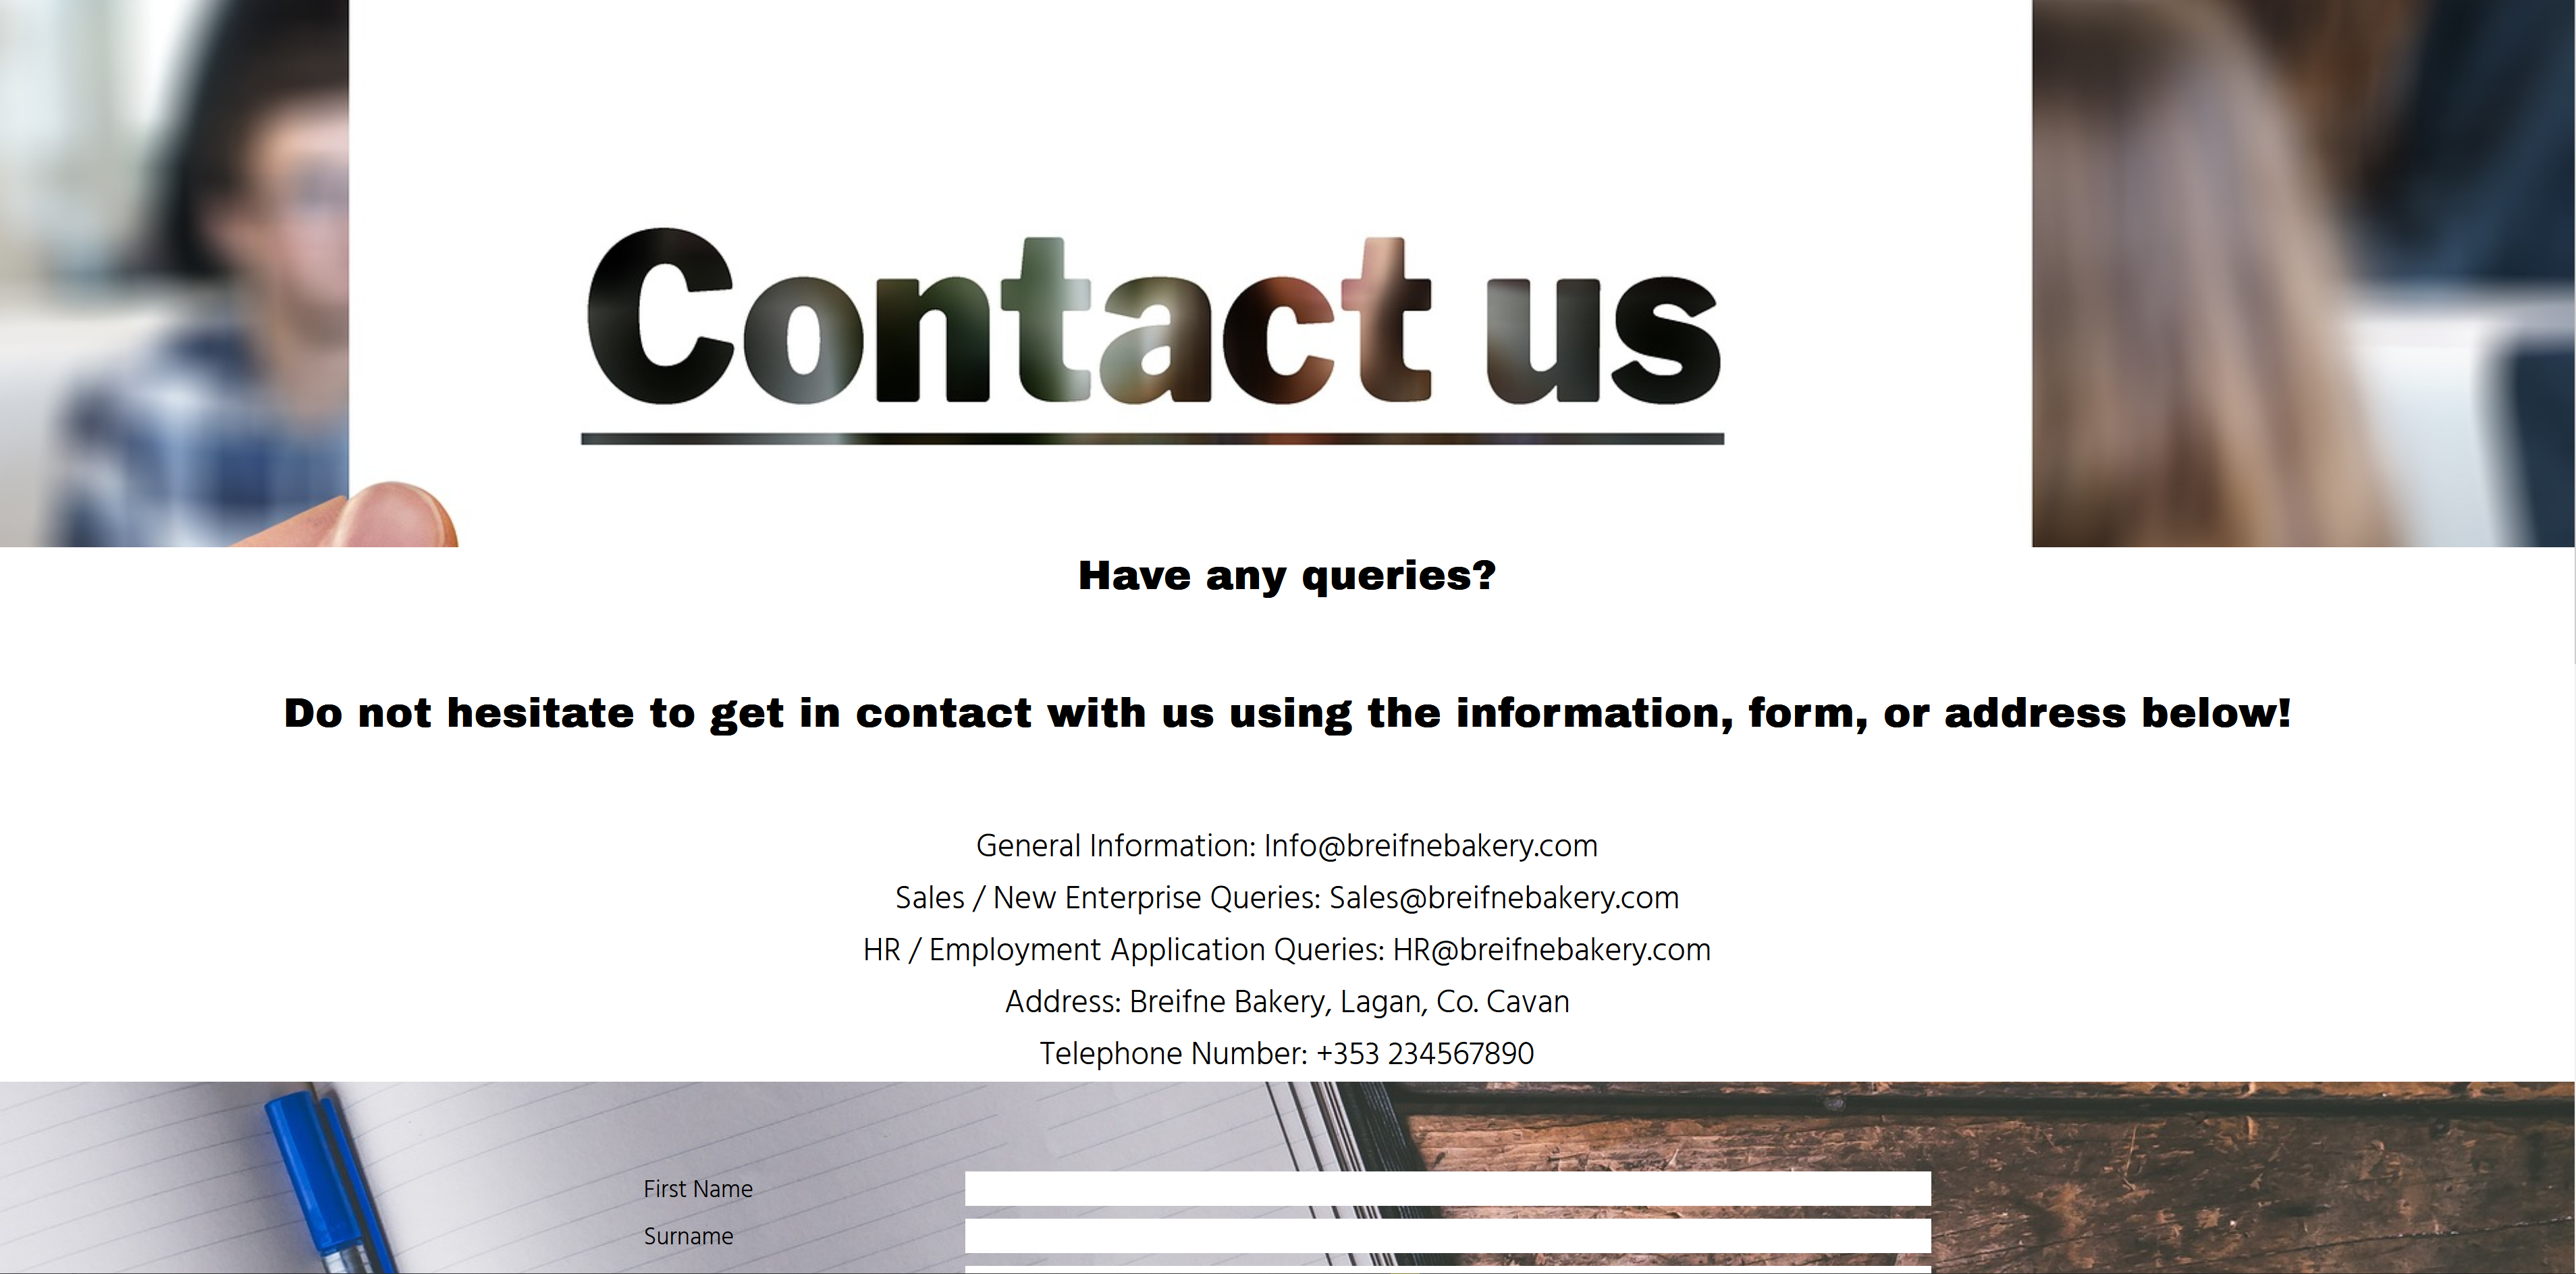 Contact us
Have any queries?
Do not hesitate to get in contact with us using the information, form, or address below!
General Information: Info@breifnebakery.com
Sales / New Enterprise Queries: Sales@breifnebakery.com
HR / Employment Application Queries: HR@breifnebakery.com
Address: Breifne Bakery, Lagan, Co. Cavan
Telephone Number: +353 234567890
First Name
Surname